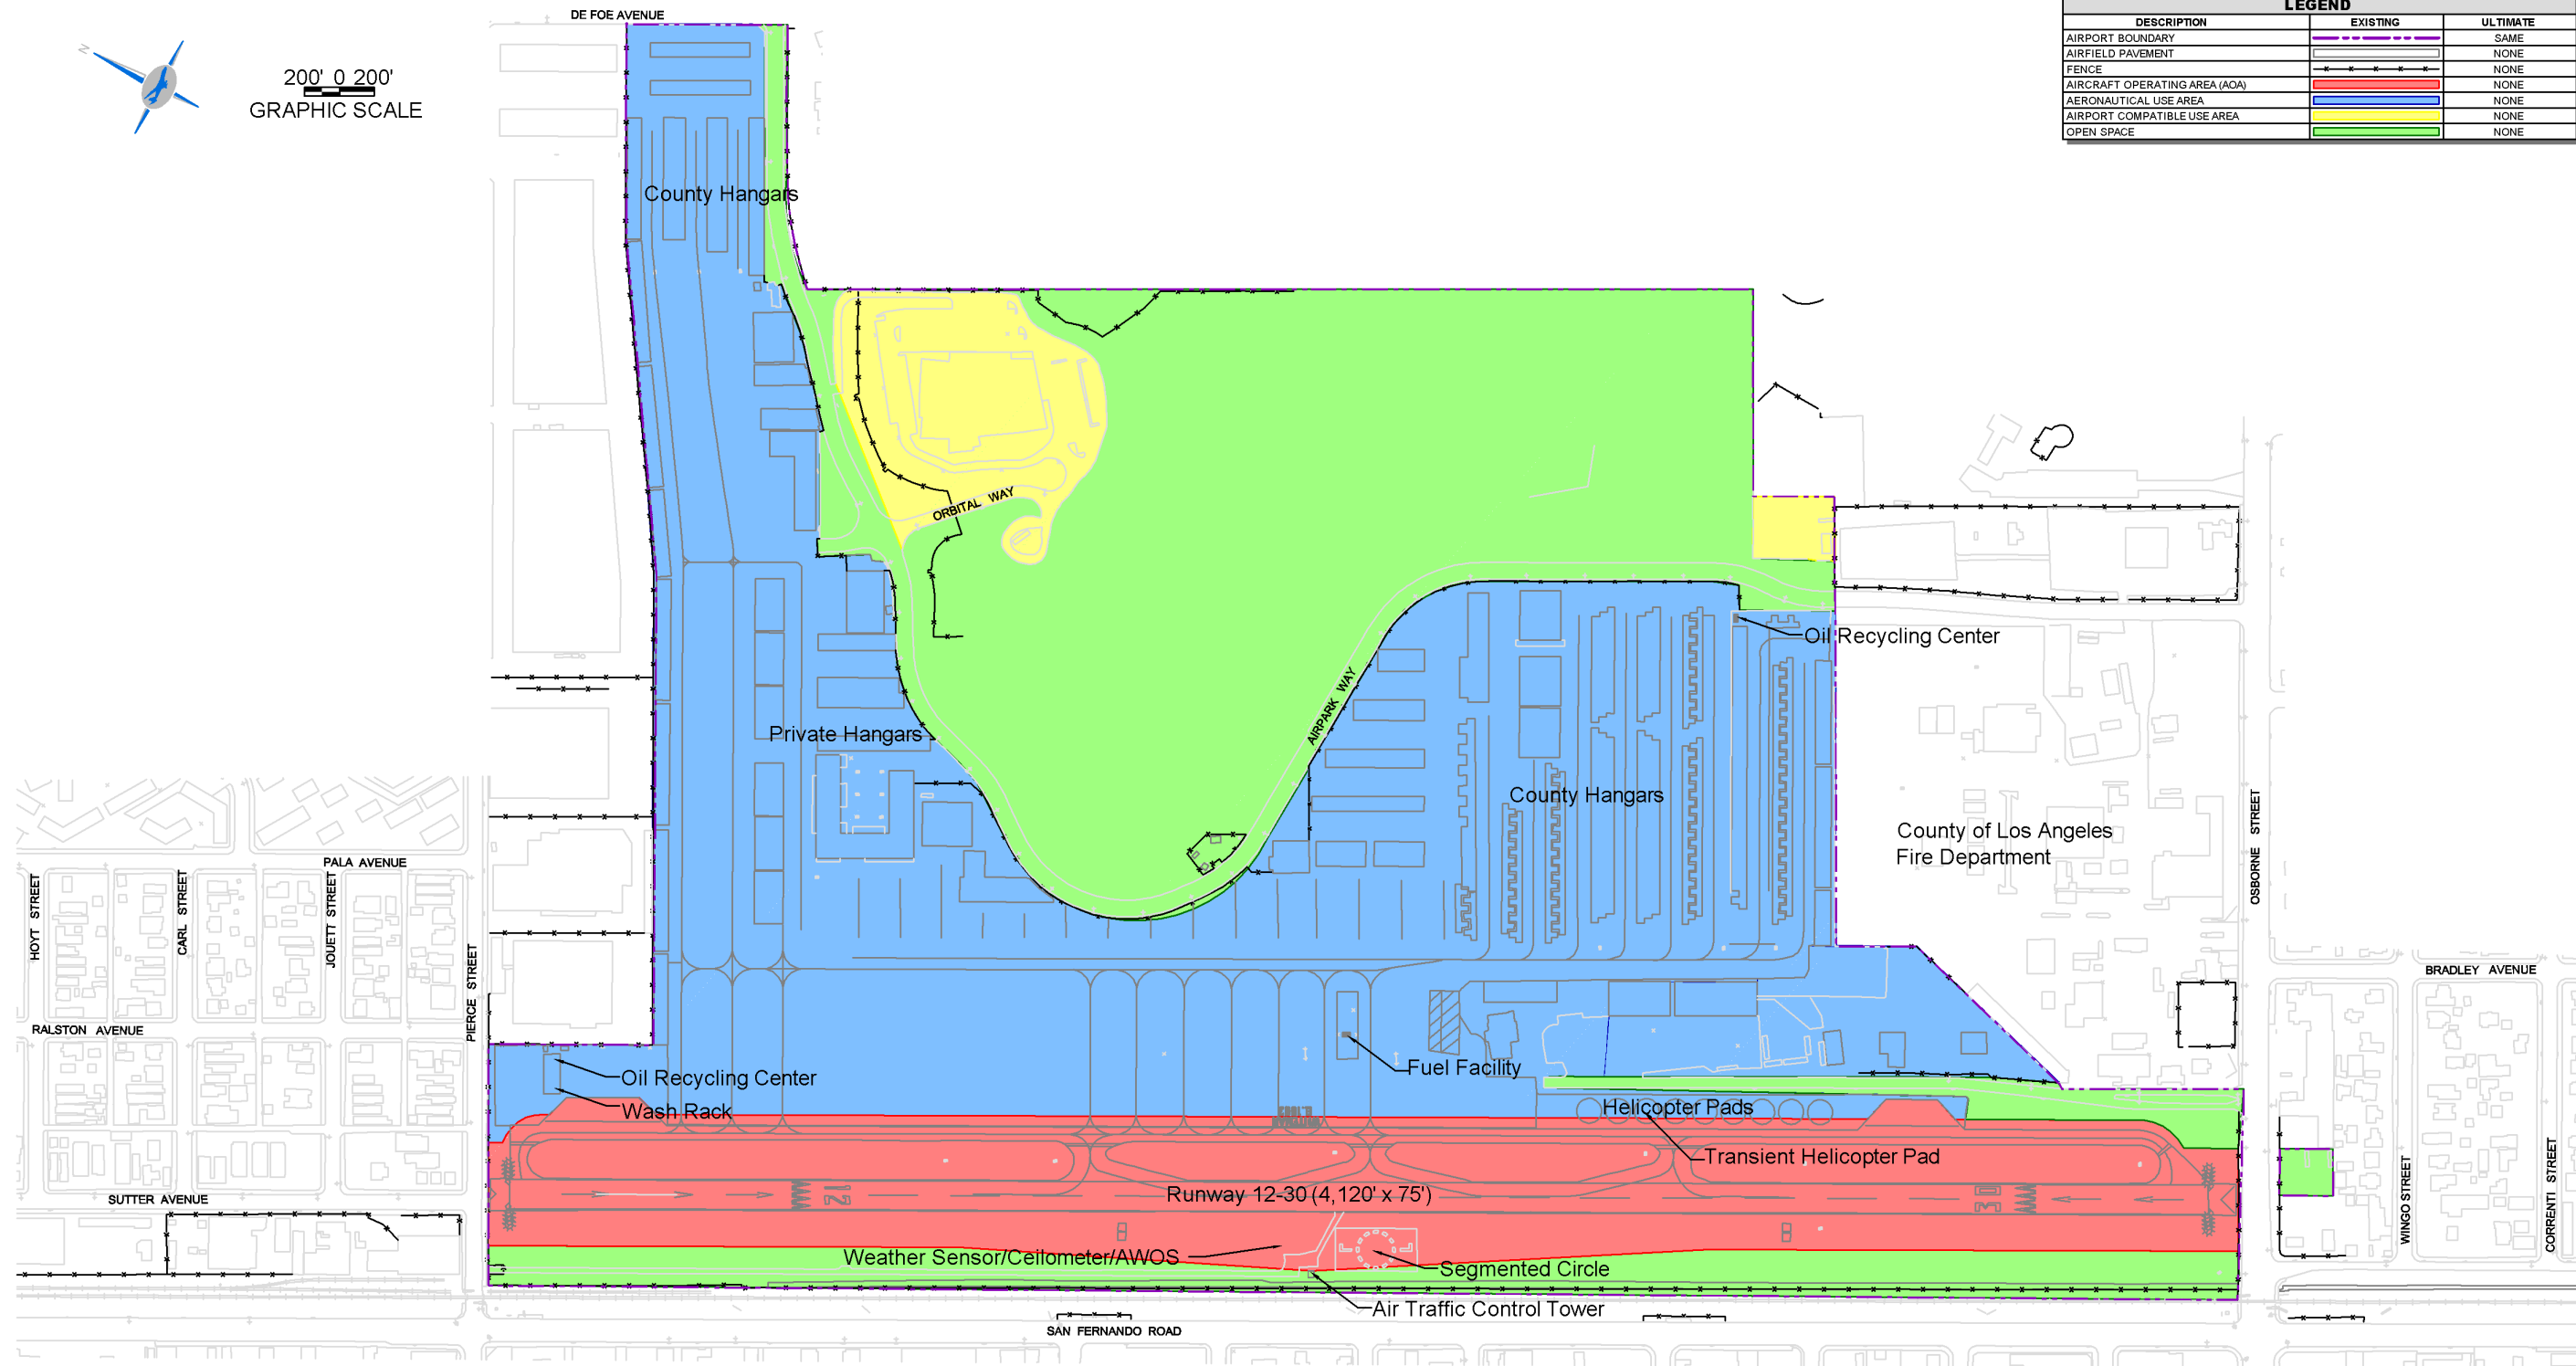 DE FOE AVENUE
N
200' 0 200'
GRAPHIC SCALE
LEGEND
DESCRIPTION EXISTING ULTIMATE
AIRPORT BOUNDARY SAME
AIRFIELD PAVEMENT NONE
FENCE NONE
AIRCRAFT OPERATING AREA (AOA) NONE
AERONAUTICAL USE AREA NONE
AIRPORT COMPATIBLE USE AREA NONE
OPEN SPACE NONE
County Hangars
ORBITAL WAY
Oil Recycling Center
AIRPARK WAY
Private Hangars
County Hangars
County of Los Angeles
Fire Department
OSBORNE STREET
PALA AVENUE
HOYT STREET
CARL STREET
JOUETT STREET
PIERCE STREET
RALSTON AVENUE
BRADLEY AVENUE
Fuel Facility
Oil Recycling Center
Wash Rack
Helicopter Pads
Transient Helicopter Pad
SUTTER AVENUE
12
Runway 12-30 (4,120' x 75')
30
WINGO STREET
CORRENTI STREET
Weather Sensor/Ceilometer/AWOS
Segmented Circle
Air Traffic Control Tower
SAN FERNANDO ROAD